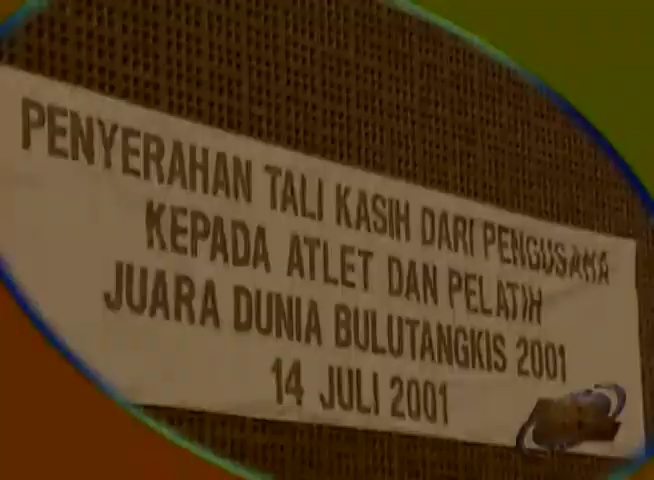 PENYERAHAN TALI KASIH DARI PENGUSAHA
KEPADA ATLET DAN PELATIH
JUARA DUNIA BULUTANGKIS 2001
14 JULI 2001